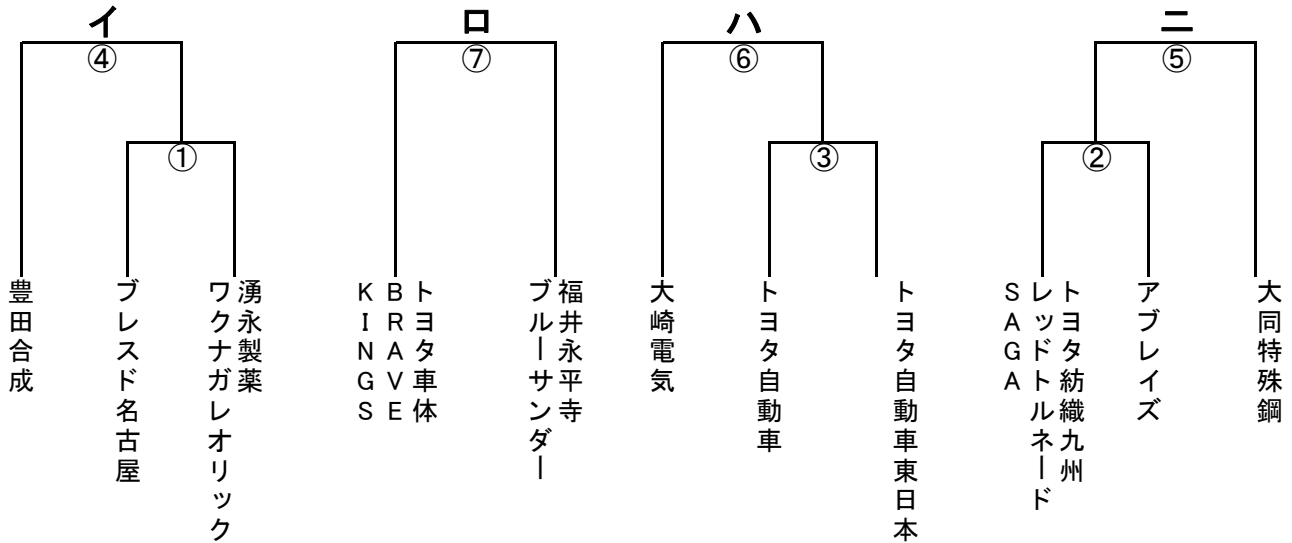 イ
ロ
ハ
ニ
④
⑦
⑥
⑤
①
③
②
豊田合成
ブレスド名古屋
湧永製薬
ワクナガレオリック
トヨタ車体
BRAVE
KINGS
福井永平寺
ブルーサンダー
大崎電気
トヨタ自動車
トヨタ自動車東日本
トヨタ紡織九州
レッドトルネード
SAGA
アブレイズ
大同特殊鋼